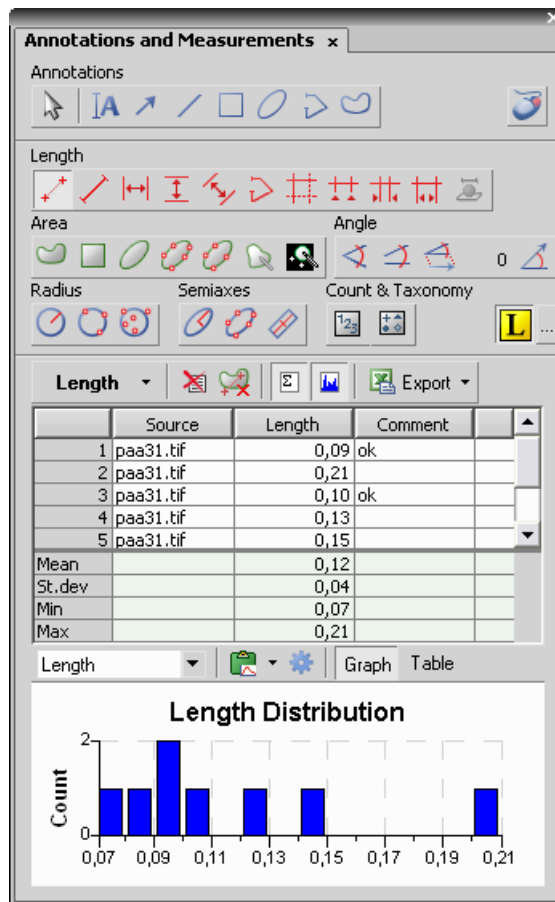 Annotations and Measurements x
Annotations
A
Length
Area Angle
0
Radius Semiaxes Count & Taxonomy
123 L ...
Length Σ Export
Source Length Comment
1 paa31.tif 0,09 ok
2 paa31.tif 0,21
3 paa31.tif 0,10 ok
4 paa31.tif 0,13
5 paa31.tif 0,15
Mean 0,12
St.dev 0,04
Min 0,07
Max 0,21
Length Graph Table
Length Distribution
2
Count
0
0,07 0,09 0,11 0,13 0,15 0,17 0,19 0,21